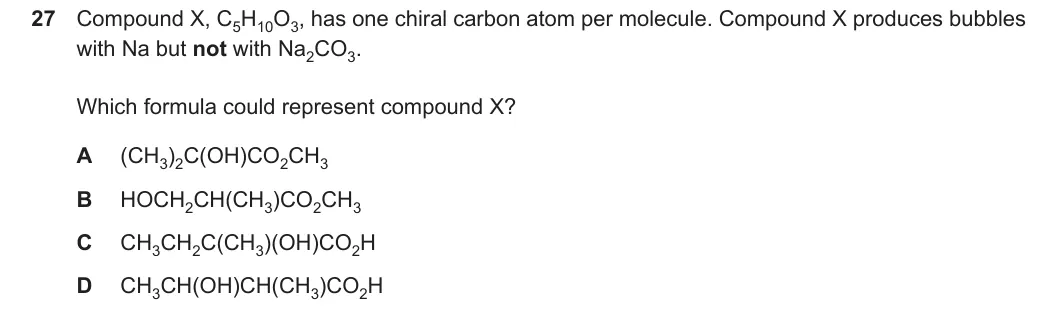 27 Compound X, C₅H₁₀O₃, has one chiral carbon atom per molecule. Compound X produces bubbles
with Na but not with Na₂CO₃.
Which formula could represent compound X?
A (CH₃)₂C(OH)CO₂CH₃
B HOCH₂CH(CH₃)CO₂CH₃
C CH₃CH₂C(CH₃)(OH)CO₂H
D CH₃CH(OH)CH(CH₃)CO₂H